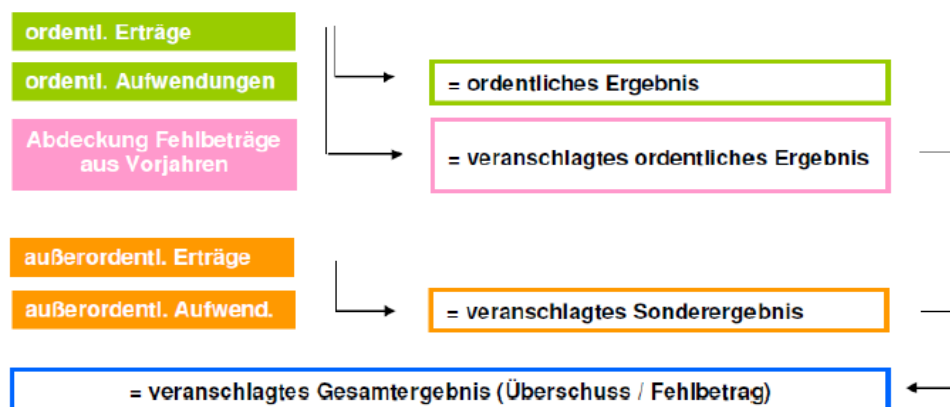 ordentl. Erträge
ordentl. Aufwendungen
= ordentliches Ergebnis
Abdeckung Fehlbeträge
aus Vorjahren
= veranschlagtes ordentliches Ergebnis
außerordentl. Erträge
außerordentl. Aufwend.
= veranschlagtes Sonderergebnis
= veranschlagtes Gesamtergebnis (Überschuss / Fehlbetrag)